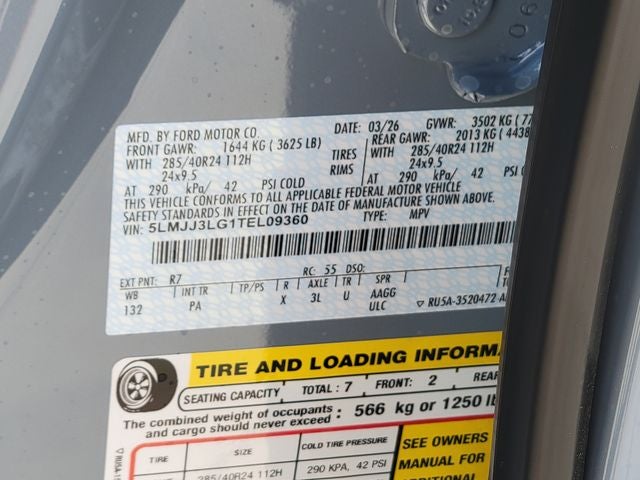 MFD. BY FORD MOTOR CO.
DATE: 03/26 GVWR: 3502 KG
FRONT GAWR: 1644 KG ( 3625 LB)
REAR GAWR: 2013 KG ( 4438
WITH 285/40R24 112H TIRES WITH 285/40R24 112H
24x9.5 RIMS 24x9.5
AT 290 kPa/ 42 PSI COLD AT 290 kPa/ 42 PSI
THIS VEHICLE CONFORMS TO ALL APPLICABLE FEDERAL MOTOR VEHICLE
SAFETY STANDARDS IN EFFECT ON THE DATE OF MANUFACTURE SHOWN ABOVE.
VIN: 5LMJJ3LG1TEL09360 TYPE: MPV
EXT PNT: R7 RC: 55 DSO:
WB INT TR TP/PS R AXLE TR SPR
132 PA X 3L U AAGG
ULC ▽ RU5A-3520472-
TIRE AND LOADING INFORMA
SEATING CAPACITY TOTAL : 7 FRONT: 2 REAR
The combined weight of occupants
and cargo should never exceed : 566 kg or 1250 lb
TIRE SIZE COLD TIRE PRESSURE
SEE OWNERS
MANUAL FOR
285/40R24 112H 290 KPA, 42 PSI